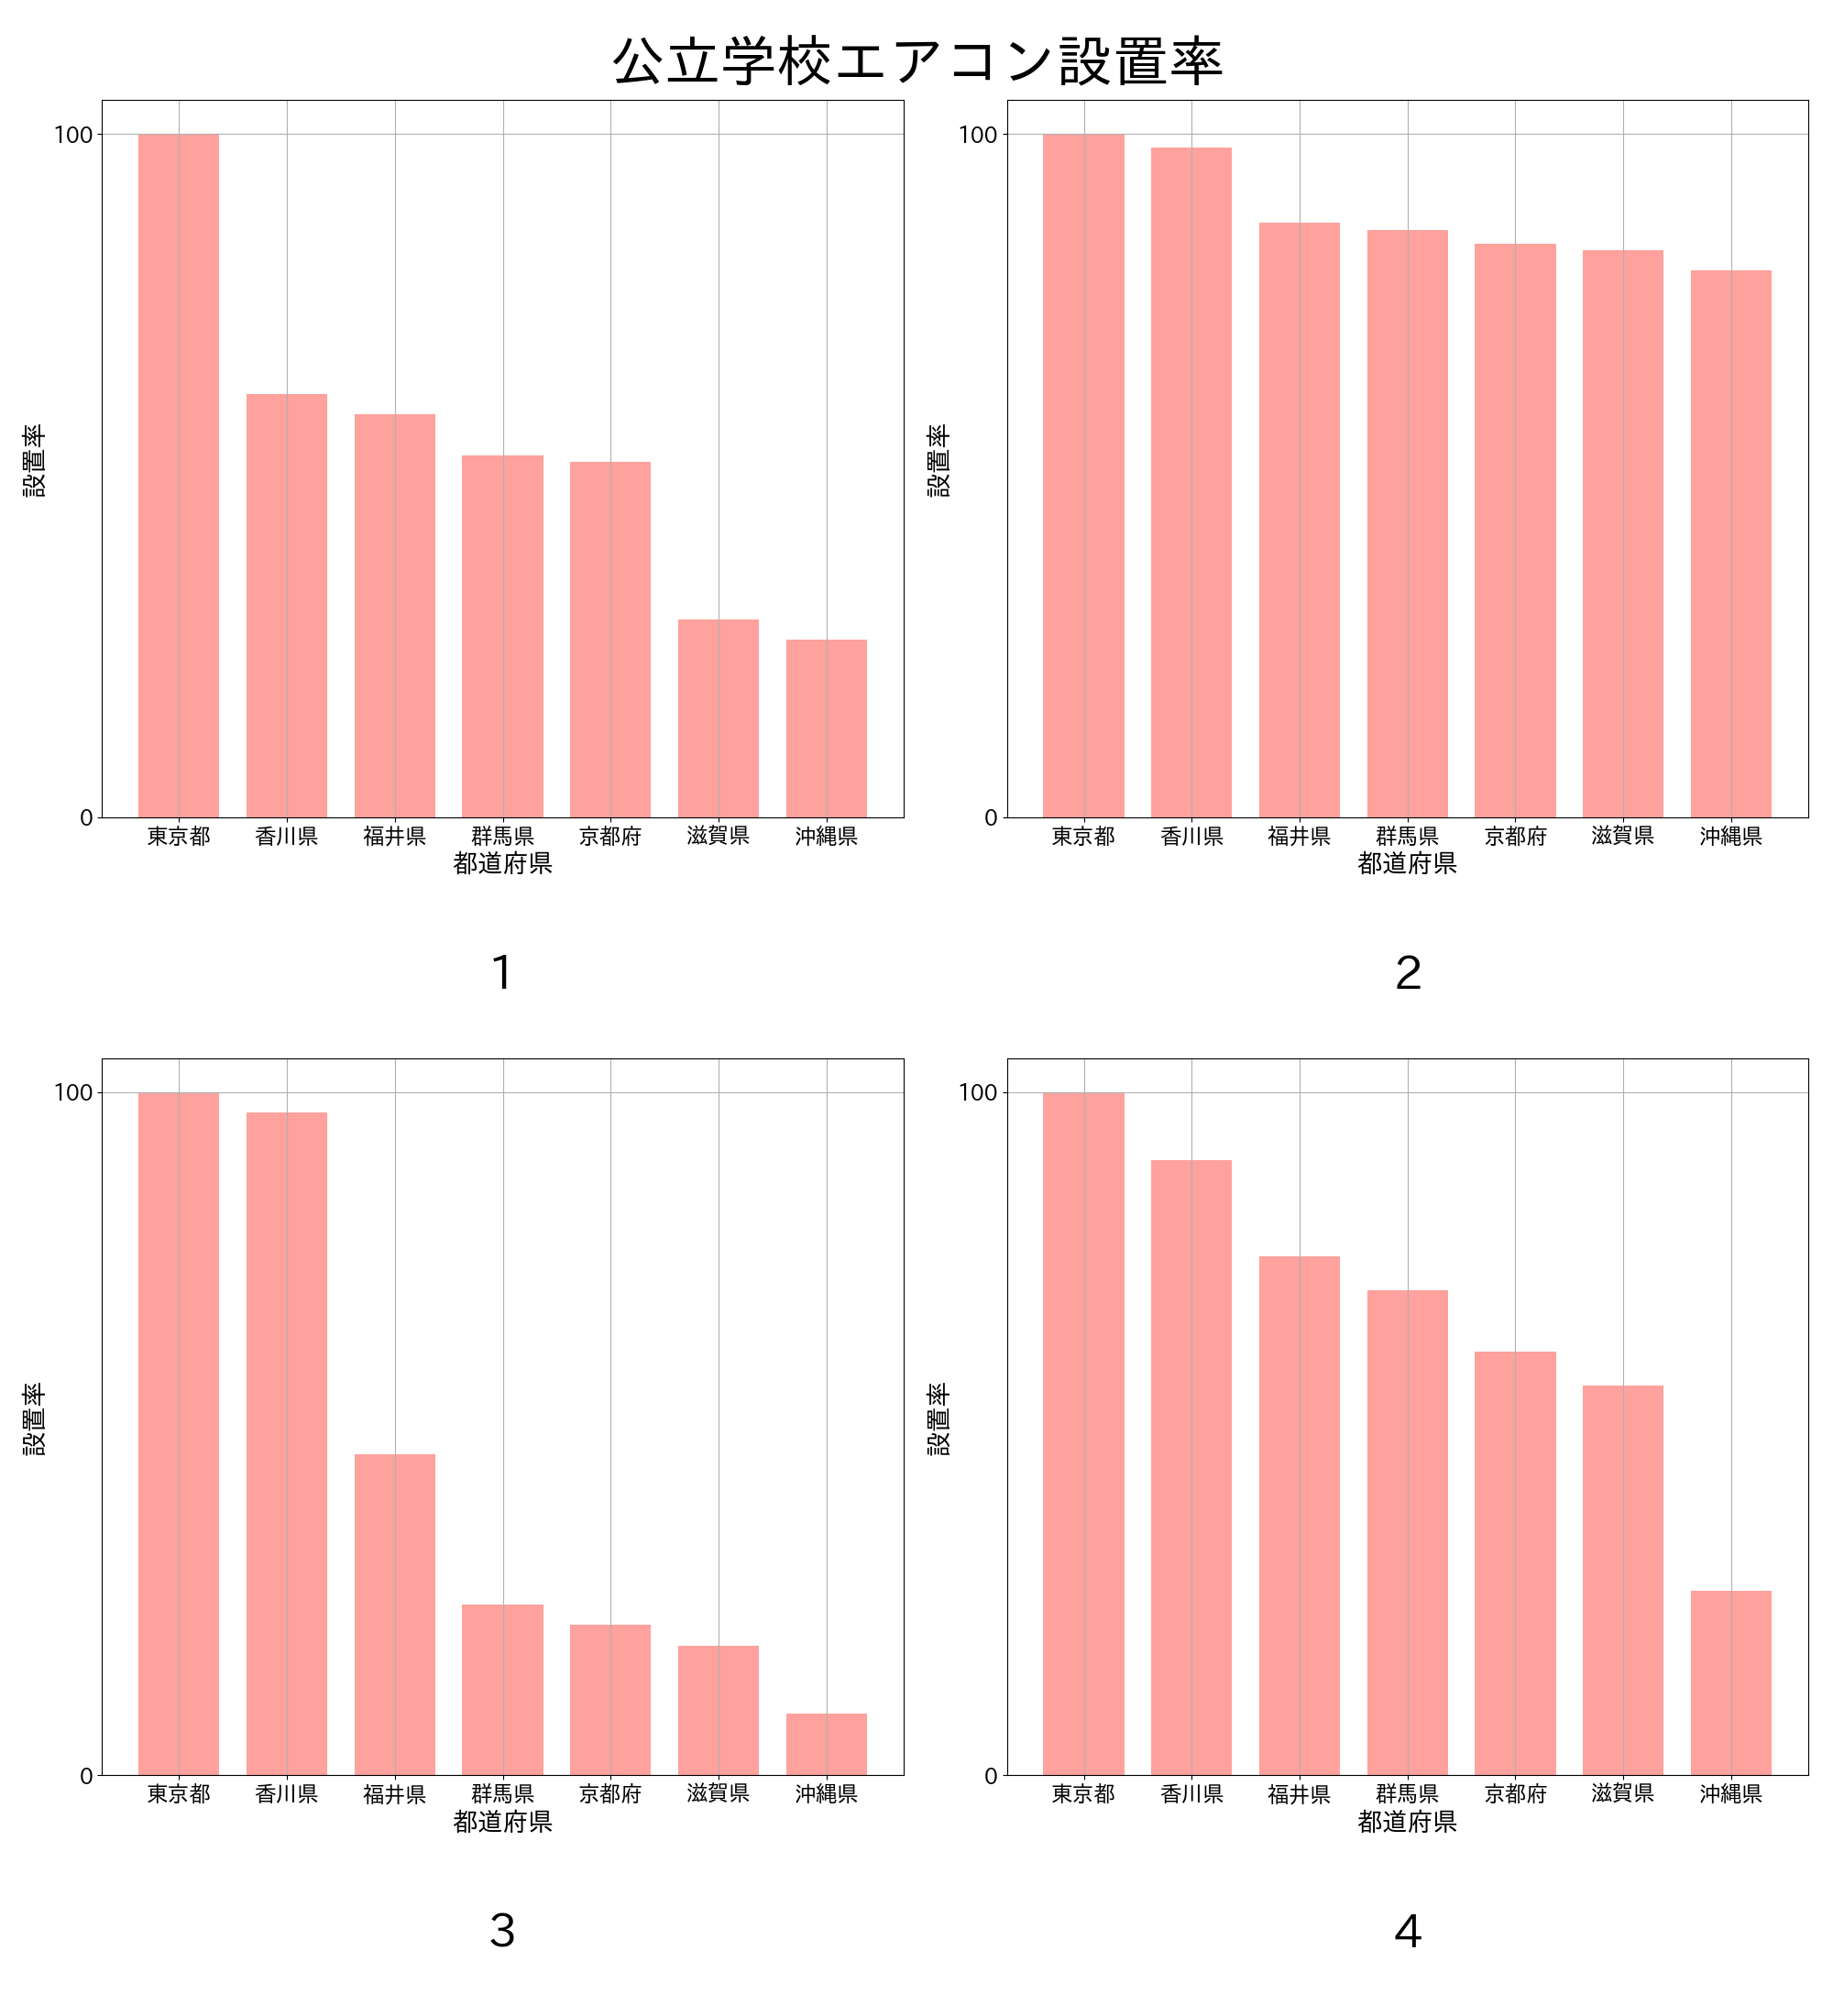 公立学校エアコン設置率
100
0
設置率
東京都 香川県 福井県 群馬県 京都府 滋賀県 沖縄県
都道府県
1
100
0
設置率
東京都 香川県 福井県 群馬県 京都府 滋賀県 沖縄県
都道府県
2
100
0
設置率
東京都 香川県 福井県 群馬県 京都府 滋賀県 沖縄県
都道府県
3
100
0
設置率
東京都 香川県 福井県 群馬県 京都府 滋賀県 沖縄県
都道府県
4